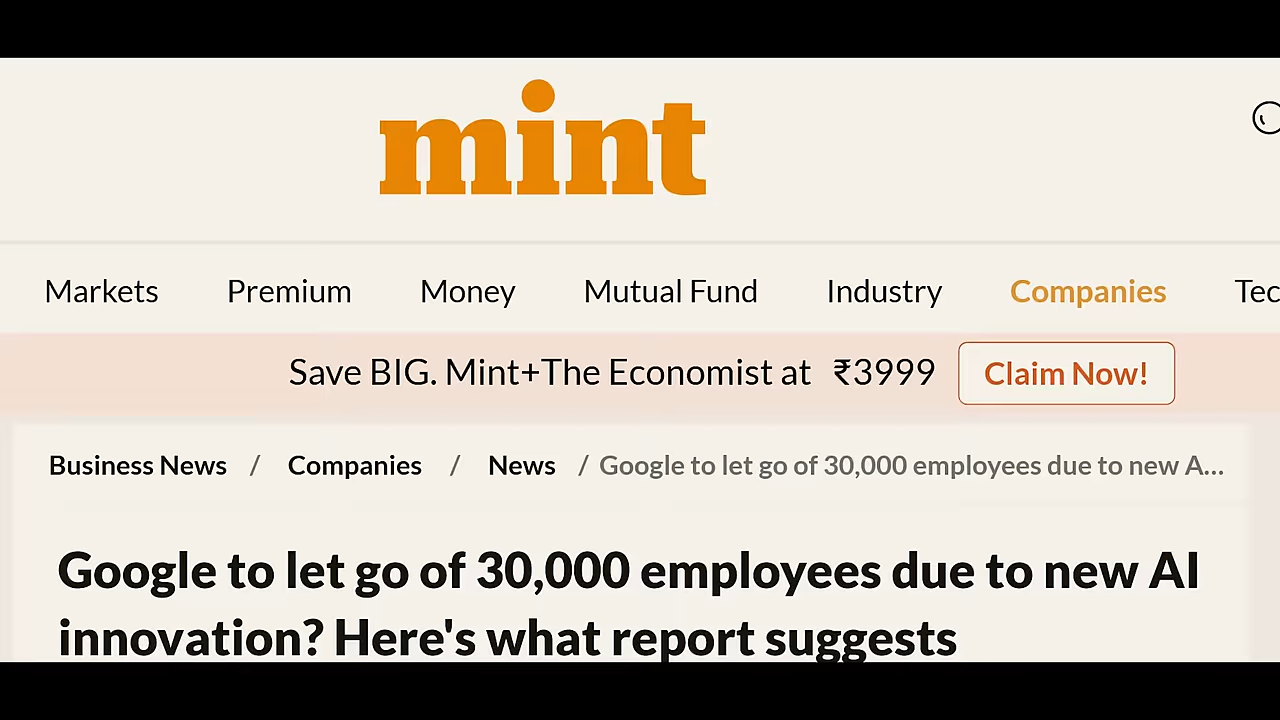 mint
Markets Premium Money Mutual Fund Industry Companies Tec
Save BIG. Mint+The Economist at ₹3999 Claim Now!
Business News / Companies / News / Google to let go of 30,000 employees due to new A...
Google to let go of 30,000 employees due to new AI
innovation? Here's what report suggests